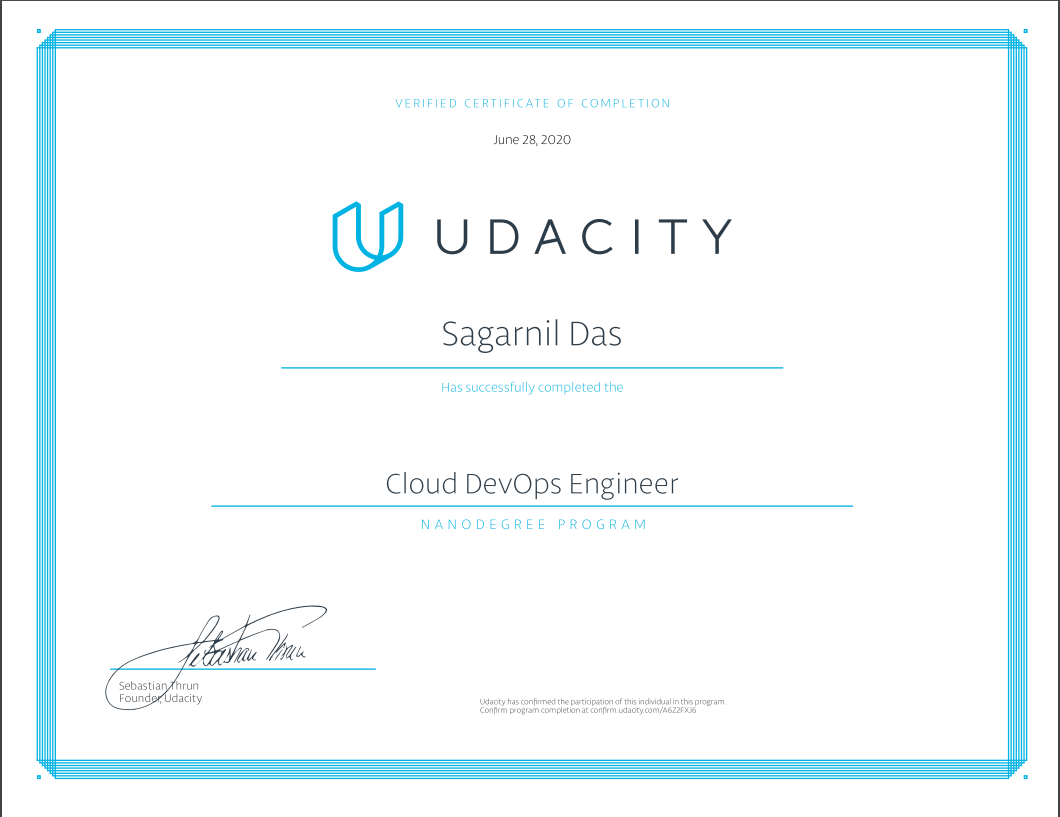 VERIFIED CERTIFICATE OF COMPLETION
June 28, 2020
UDACITY
Sagarnil Das
Has successfully completed the
Cloud DevOps Engineer
NANODEGREE PROGRAM
Sebastian Thrun
Sebastian Thrun
Founder, Udacity
Udacity has confirmed the participation of this individual in this program.
Confirm program completion at confirm.udacity.com/A6Z2FXJ6